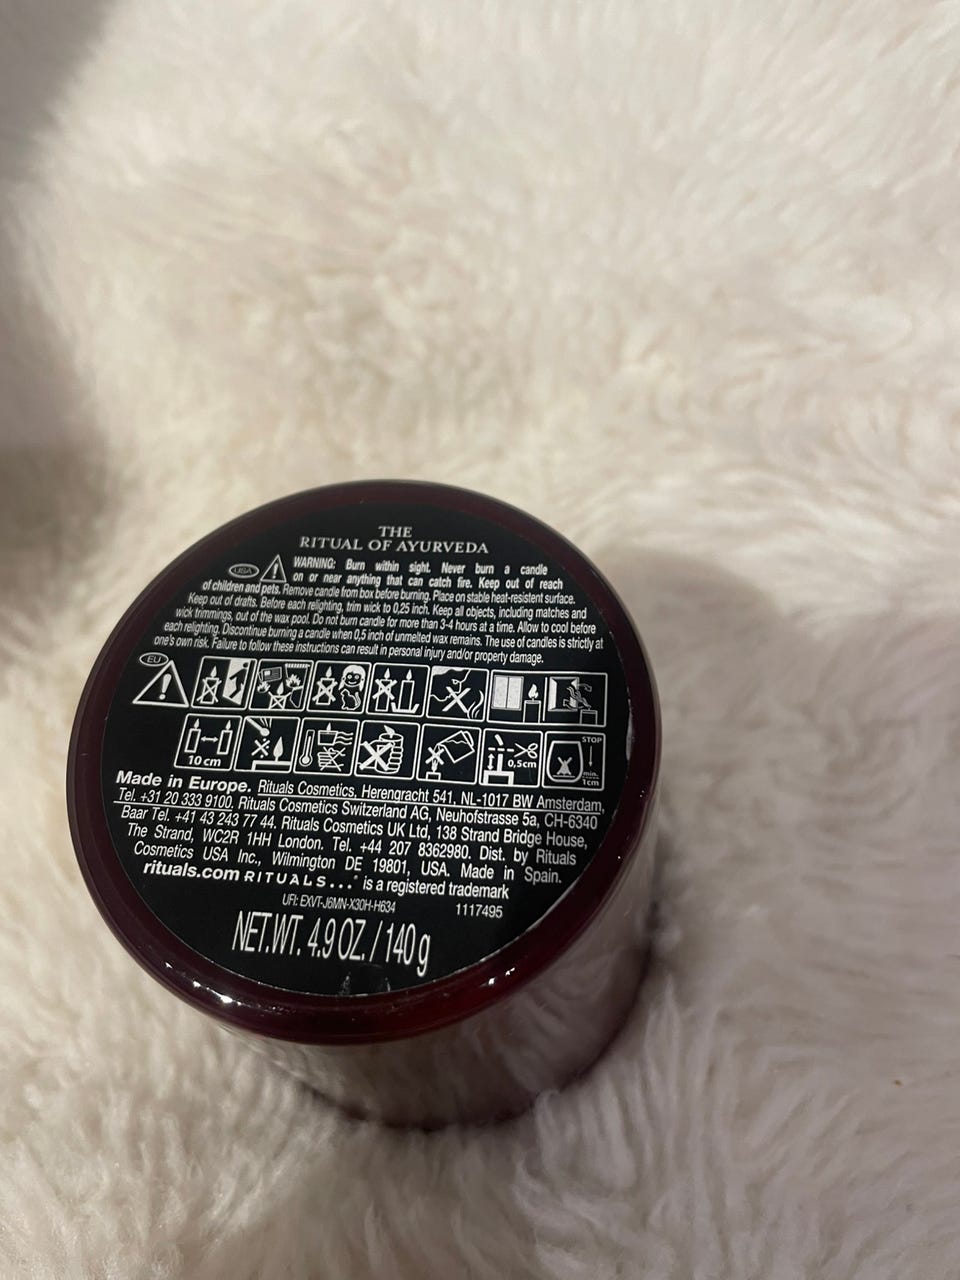 THE
RITUAL OF AYURVEDA
USA WARNING: Burn within sight. Never burn a candle
on or near anything that can catch fire. Keep out of reach
of children and pets. Remove candle from box before burning. Place on stable heat-resistant surface.
Keep out of drafts. Before each relighting, trim wick to 0,25 inch. Keep all objects, including matches and
wick trimmings, out of the wax pool. Do not burn candle for more than 3-4 hours at a time. Allow to cool before
each relighting. Discontinue burning a candle when 0,5 inch of unmelted wax remains. The use of candles is strictly at
one's own risk. Failure to follow these instructions can result in personal injury and/or property damage.
EU
10 cm
0,5cm
STOP
min.
1cm
Made in Europe. Rituals Cosmetics, Herengracht 541, NL-1017 BW Amsterdam,
Tel. +31 20 333 9100. Rituals Cosmetics Switzerland AG, Neuhofstrasse 5a, CH-6340
Baar Tel. +41 43 243 77 44. Rituals Cosmetics UK Ltd, 138 Strand Bridge House,
The Strand, WC2R 1HH London. Tel. +44 207 8362980. Dist. by Rituals
Cosmetics USA Inc., Wilmington DE 19801, USA. Made in Spain.
rituals.com RITUALS...® is a registered trademark
UFI: EXVT-J6MN-X30H-H634 1117495
NET.WT. 4.9 OZ. / 140 g